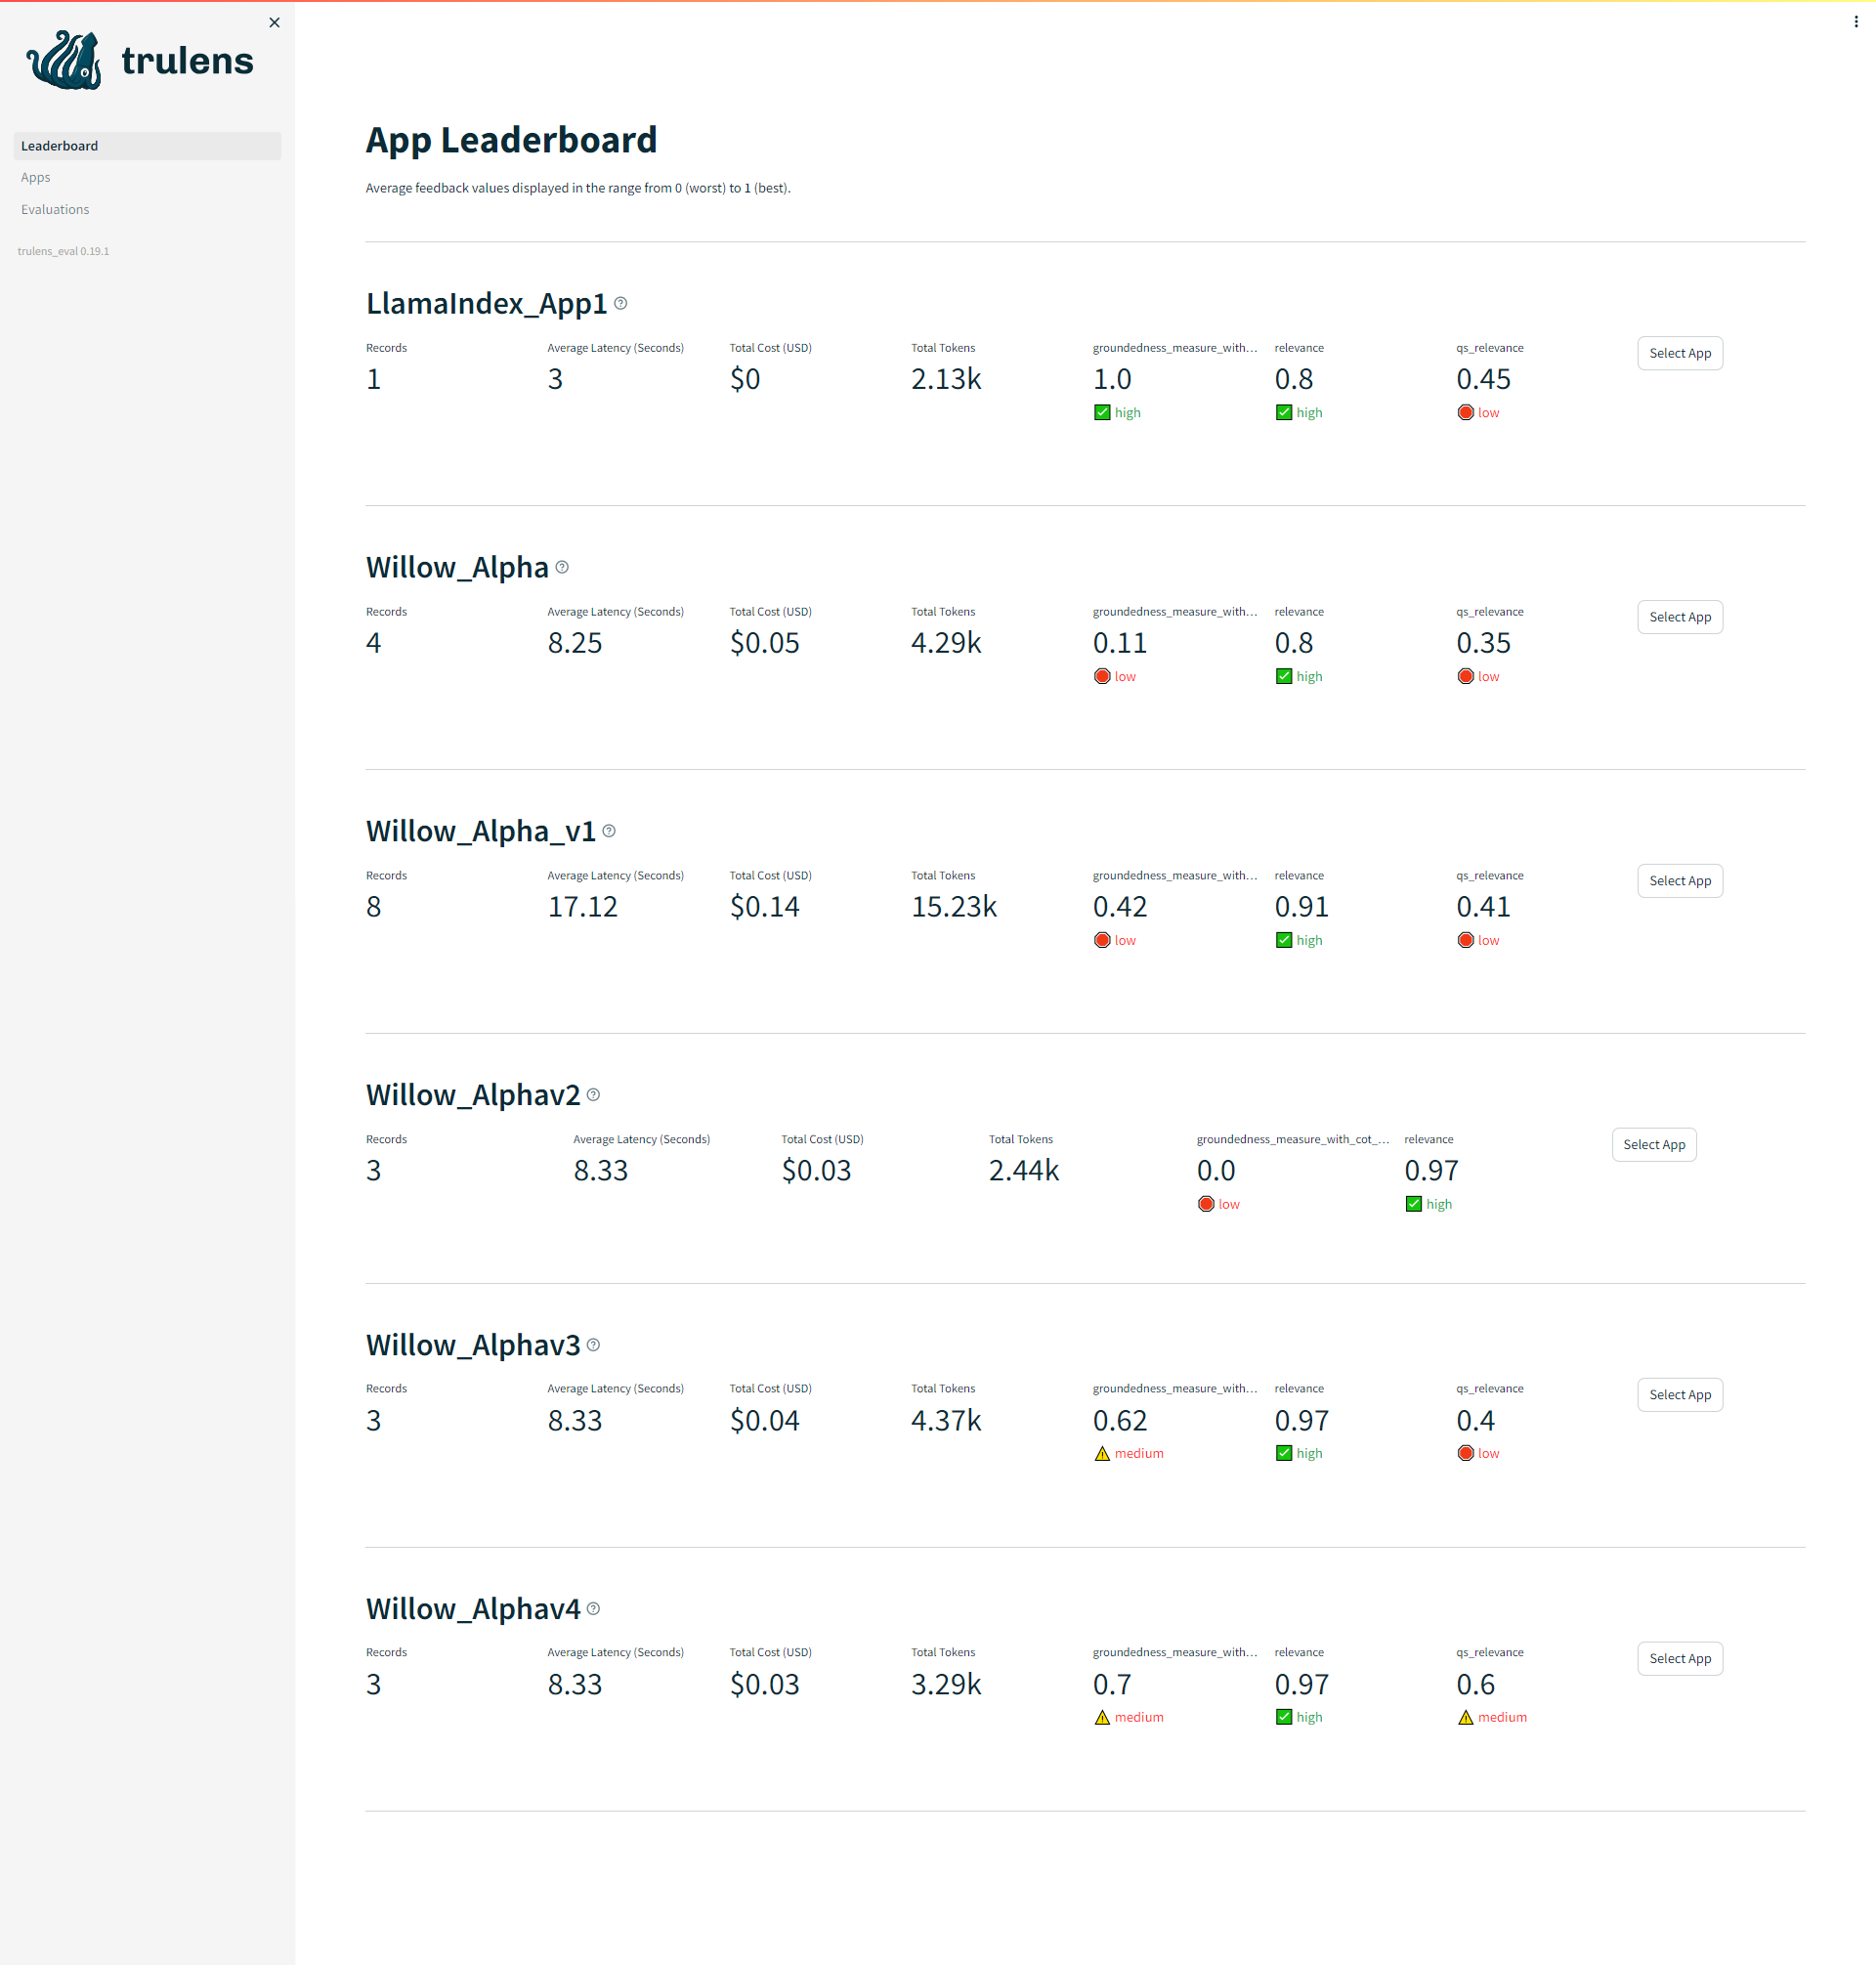 trulens
Leaderboard
Apps
Evaluations
trulens_eval 0.19.1
App Leaderboard
Average feedback values displayed in the range from 0 (worst) to 1 (best).
LlamaIndex_App1
Records Average Latency (Seconds) Total Cost (USD) Total Tokens groundedness_measure_with... relevance qs_relevance Select App
1 3 $0 2.13k 1.0 0.8 0.45
high high low
Willow_Alpha
Records Average Latency (Seconds) Total Cost (USD) Total Tokens groundedness_measure_with... relevance qs_relevance Select App
4 8.25 $0.05 4.29k 0.11 0.8 0.35
low high low
Willow_Alpha_v1
Records Average Latency (Seconds) Total Cost (USD) Total Tokens groundedness_measure_with... relevance qs_relevance Select App
8 17.12 $0.14 15.23k 0.42 0.91 0.41
low high low
Willow_Alphav2
Records Average Latency (Seconds) Total Cost (USD) Total Tokens groundedness_measure_with_cot_... relevance Select App
3 8.33 $0.03 2.44k 0.0 0.97
low high
Willow_Alphav3
Records Average Latency (Seconds) Total Cost (USD) Total Tokens groundedness_measure_with... relevance qs_relevance Select App
3 8.33 $0.04 4.37k 0.62 0.97 0.4
medium high low
Willow_Alphav4
Records Average Latency (Seconds) Total Cost (USD) Total Tokens groundedness_measure_with... relevance qs_relevance Select App
3 8.33 $0.03 3.29k 0.7 0.97 0.6
medium high medium